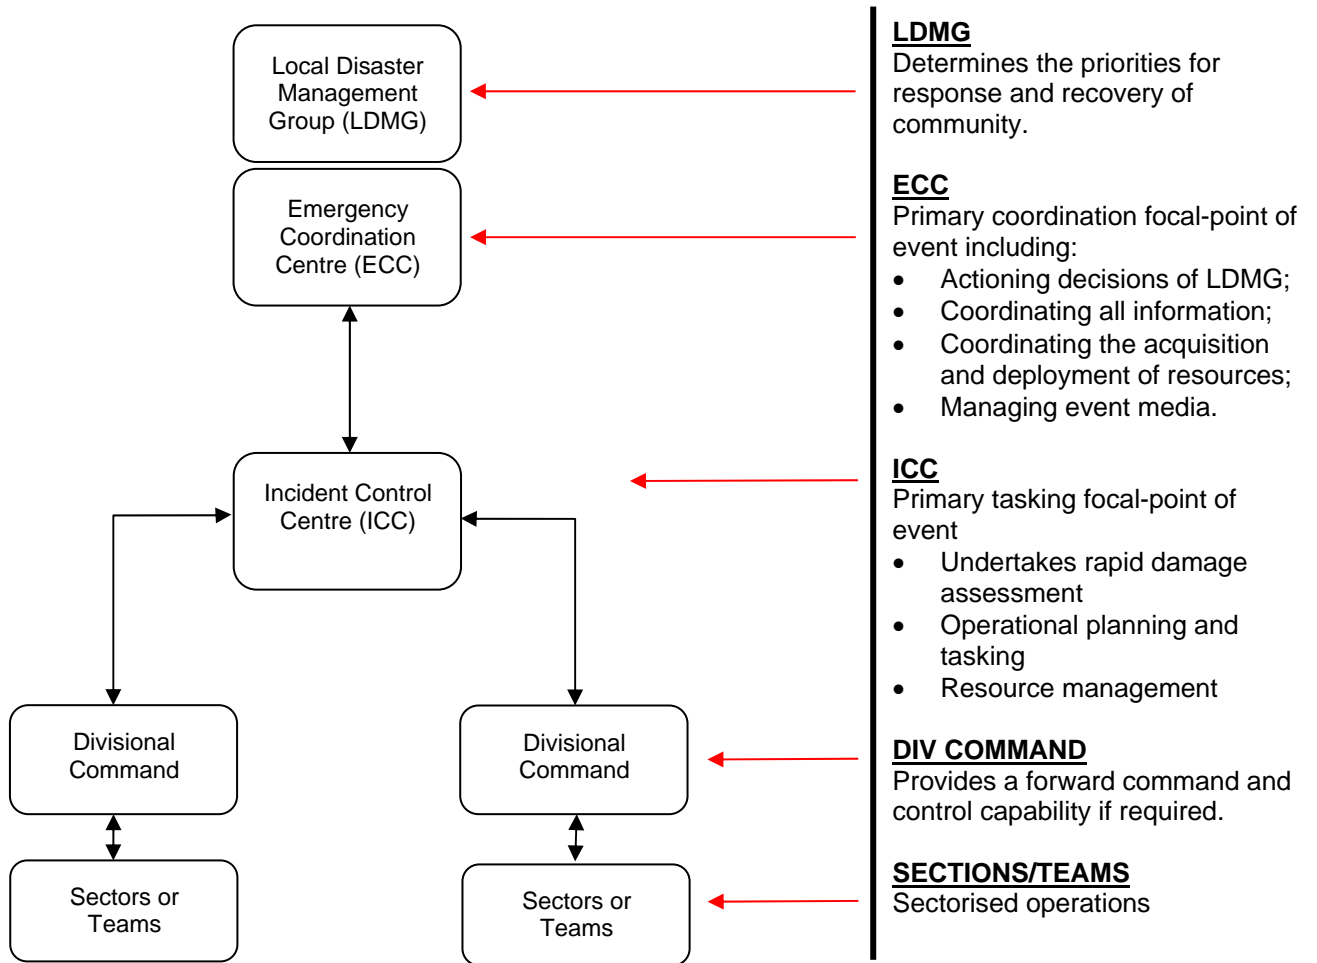 Local Disaster
Management
Group (LDMG)
Emergency
Coordination
Centre (ECC)
Incident Control
Centre (ICC)
Divisional
Command
Divisional
Command
Sectors or
Teams
Sectors or
Teams
LDMG
Determines the priorities for
response and recovery of
community.
ECC
Primary coordination focal-point of
event including:
• Actioning decisions of LDMG;
• Coordinating all information;
• Coordinating the acquisition
and deployment of resources;
• Managing event media.
ICC
Primary tasking focal-point of
event
• Undertakes rapid damage
assessment
• Operational planning and
tasking
• Resource management
DIV COMMAND
Provides a forward command and
control capability if required.
SECTIONS/TEAMS
Sectorised operations